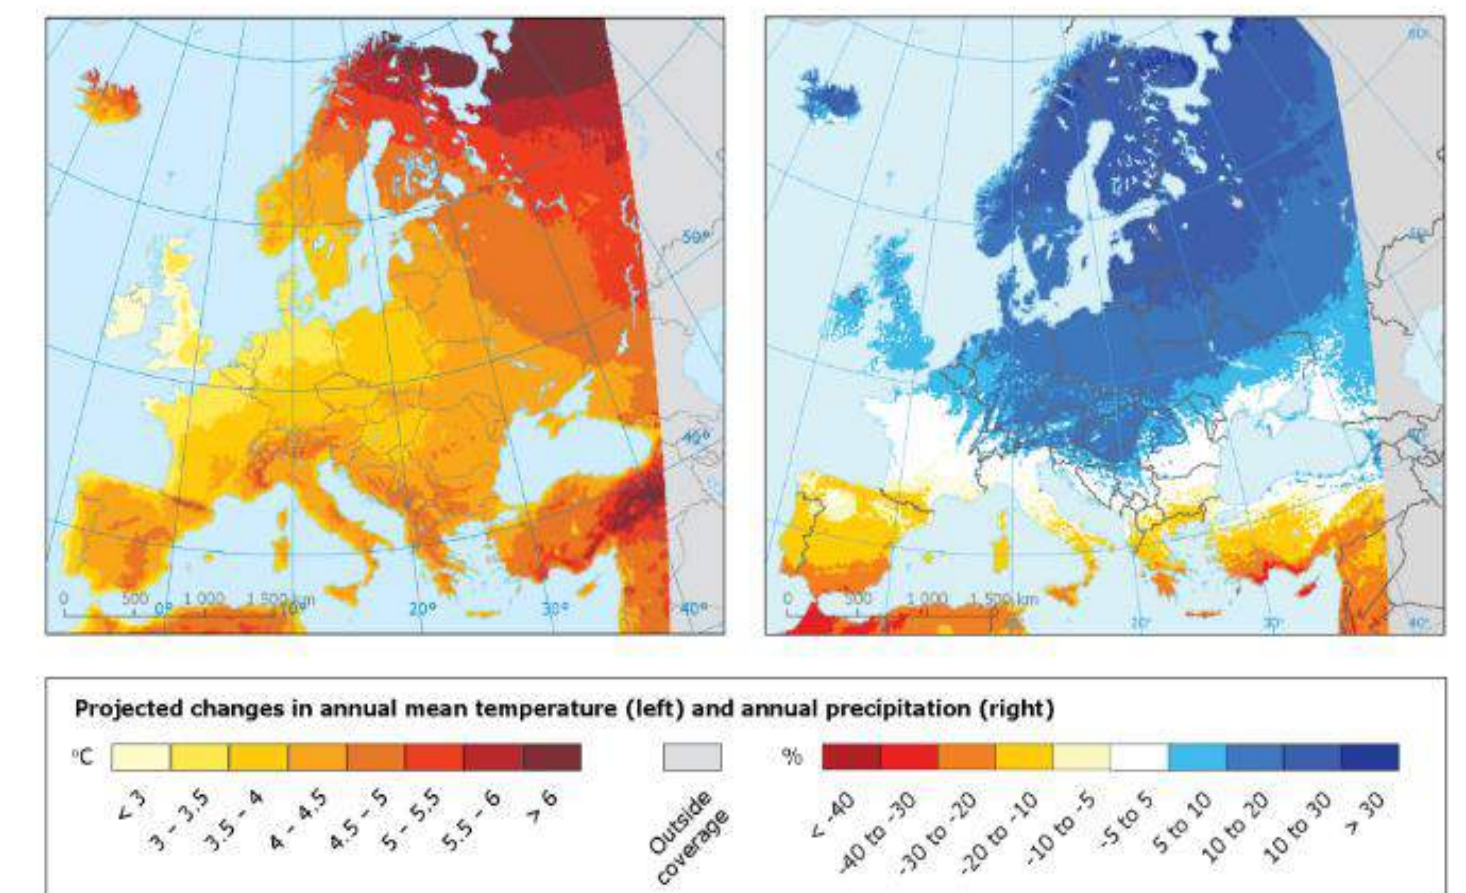 50°
40°
0 500 1 000 1 500 km
0° 10° 20° 30° 40°
60°
50°
0 500 1 000 1 500 km
20° 30° 40°
Projected changes in annual mean temperature (left) and annual precipitation (right)
°C
< 3
3 – 3,5
3.5 – 4
4 – 4,5
4.5 – 5
5 – 5,5
5.5 – 6
> 6
Outside
coverage
%
< -40
-40 to -30
-30 to -20
-20 to -10
-10 to -5
-5 to 5
5 to 10
10 to 20
10 to 30
> 30